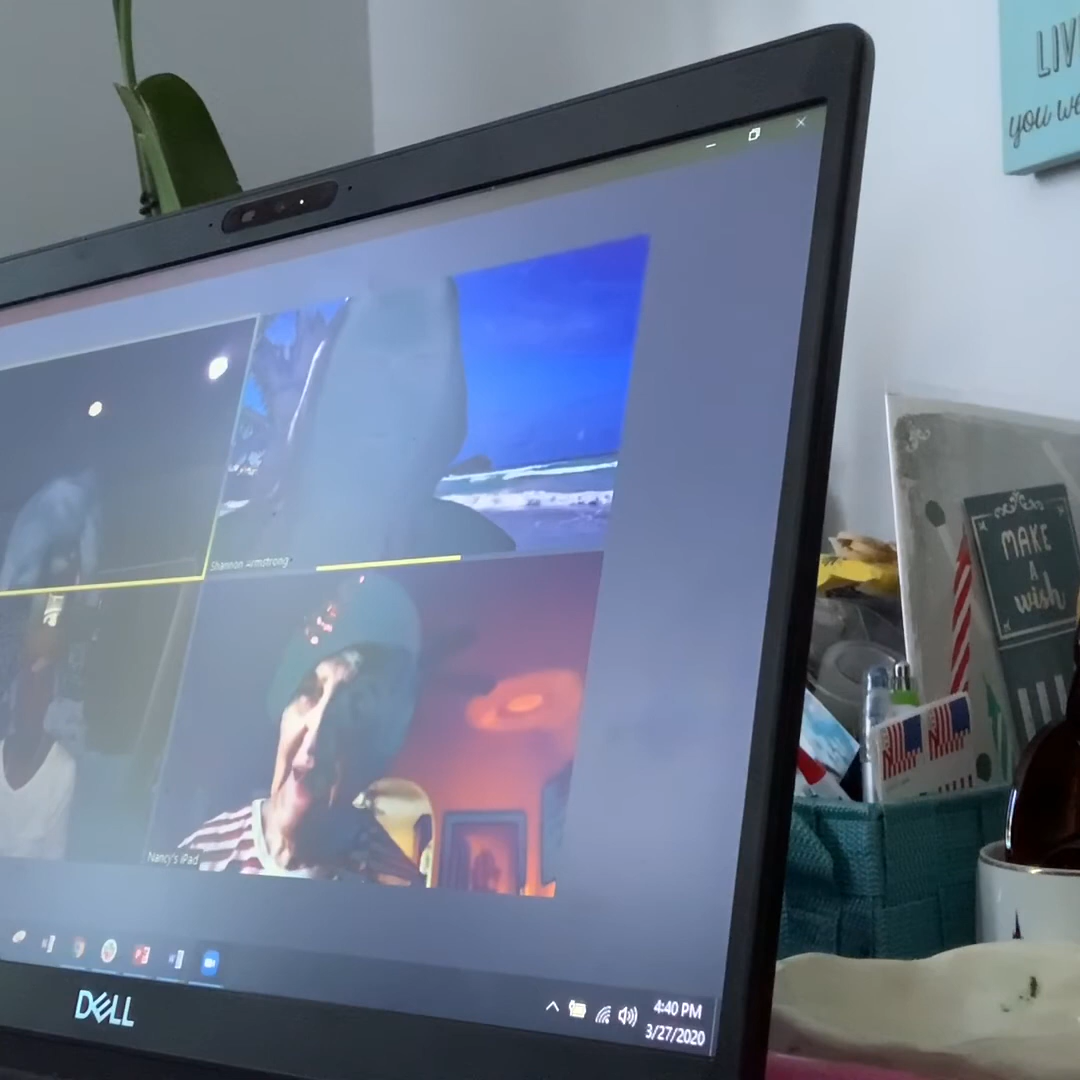 LIV
you we
MAKE
A
wish
Shannon Armstrong
Nancy's iPad
DELL
4:40 PM
3/27/2020